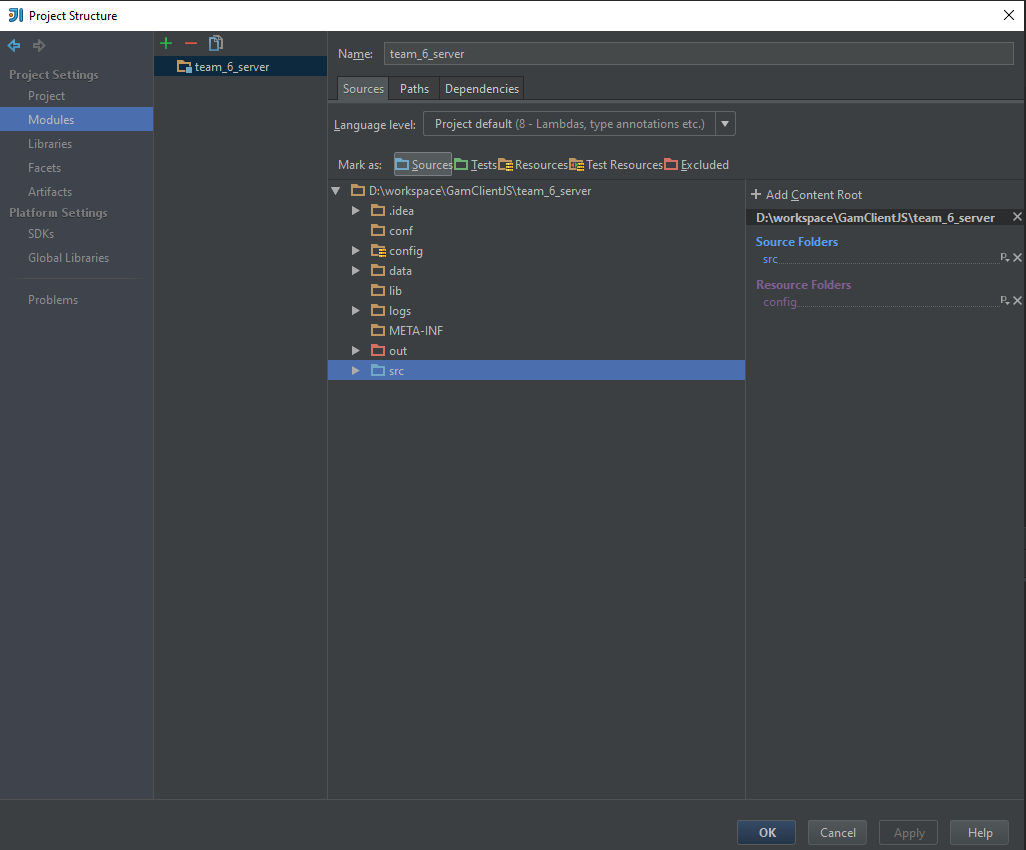 Project Structure
Project Settings
Project
Modules
Libraries
Facets
Artifacts
Platform Settings
SDKs
Global Libraries
Problems
team_6_server
Name: team_6_server
Sources Paths Dependencies
Language level: Project default (8 - Lambdas, type annotations etc.)
Mark as: Sources Tests Resources Test Resources Excluded
D:\workspace\GamClientJS\team_6_server
.idea
conf
config
data
lib
logs
META-INF
out
src
+ Add Content Root
D:\workspace\GamClientJS\team_6_server
Source Folders
src
Resource Folders
config
OK Cancel Apply Help